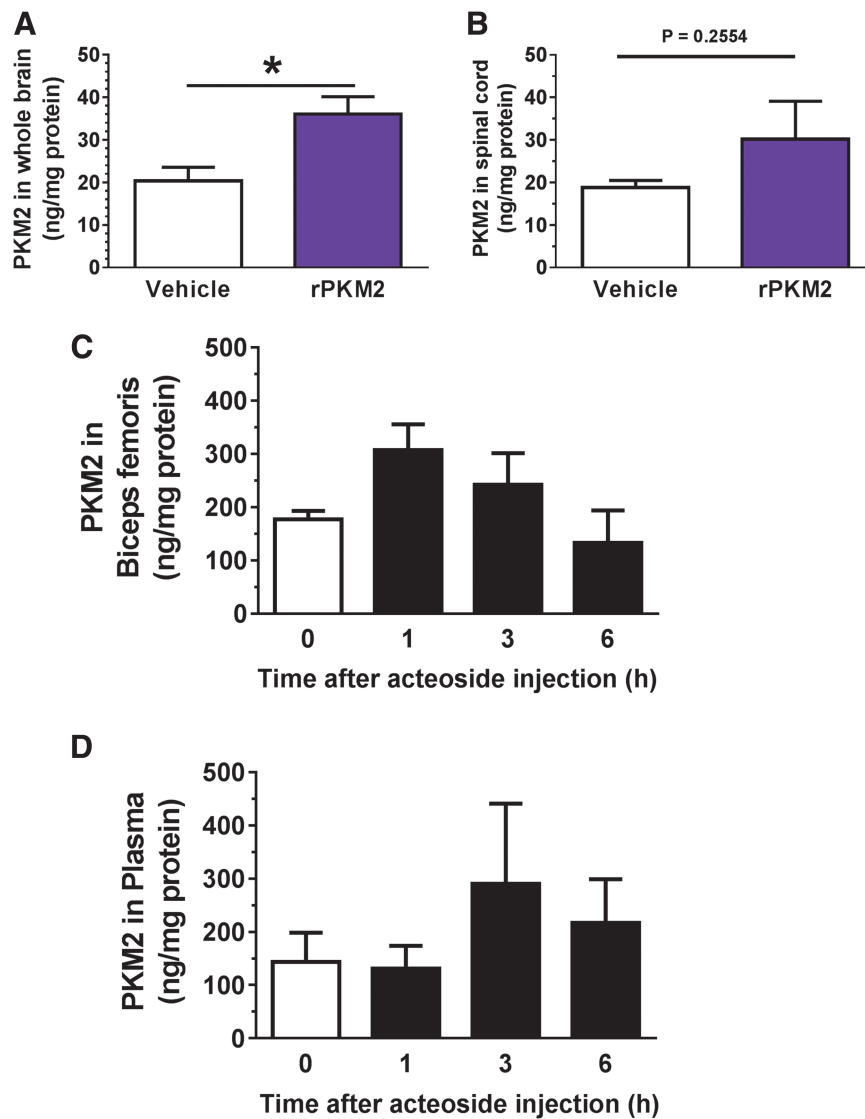 A
PKM2 in whole brain
(ng/mg protein)
50
40
30
20
10
0
*
Vehicle
rPKM2
B
P = 0.2554
PKM2 in spinal cord
(ng/mg protein)
50
40
30
20
10
0
Vehicle
rPKM2
C
PKM2 in
Biceps femoris
(ng/mg protein)
500
400
300
200
100
0
0 1 3 6
Time after acteoside injection (h)
D
PKM2 in Plasma
(ng/mg protein)
500
400
300
200
100
0
0 1 3 6
Time after acteoside injection (h)